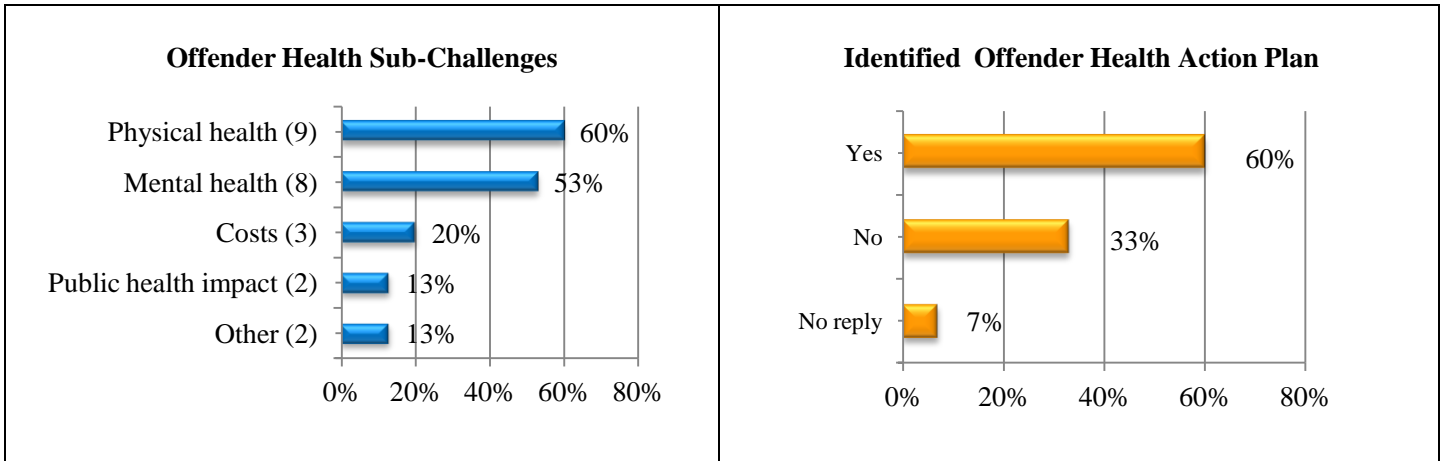 Offender Health Sub-Challenges
Physical health (9)
60%
Mental health (8)
53%
Costs (3)
20%
Public health impact (2)
13%
Other (2)
13%
0% 20% 40% 60% 80%
Identified Offender Health Action Plan
Yes
60%
No
33%
No reply
7%
0% 20% 40% 60% 80%